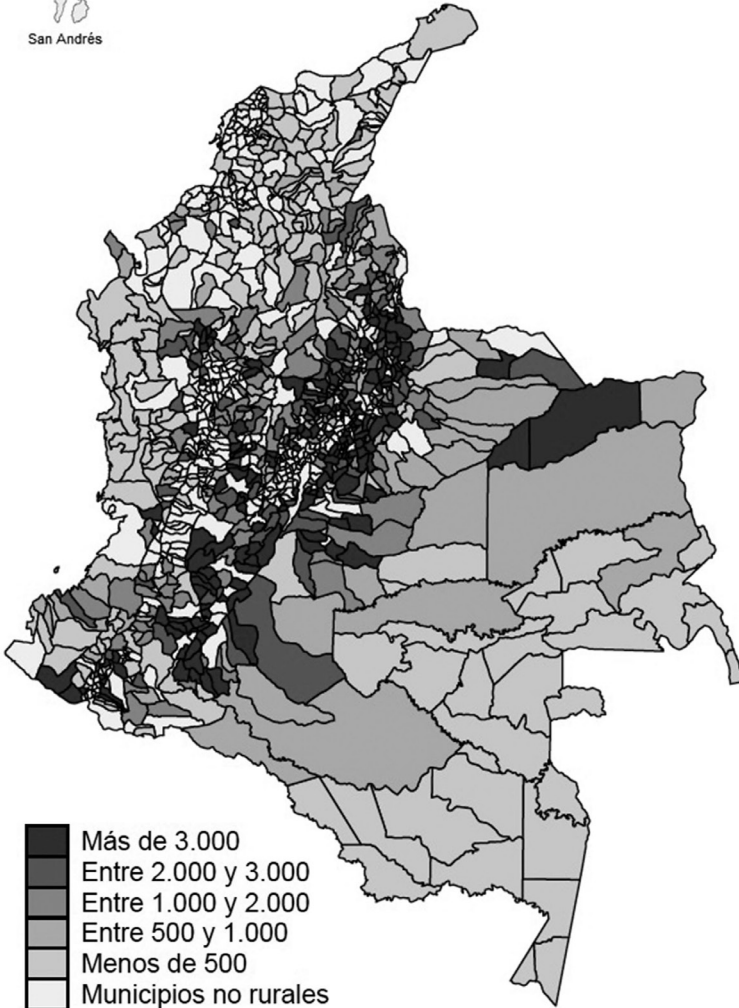 San Andrés
Más de 3.000
Entre 2.000 y 3.000
Entre 1.000 y 2.000
Entre 500 y 1.000
Menos de 500
Municipios no rurales